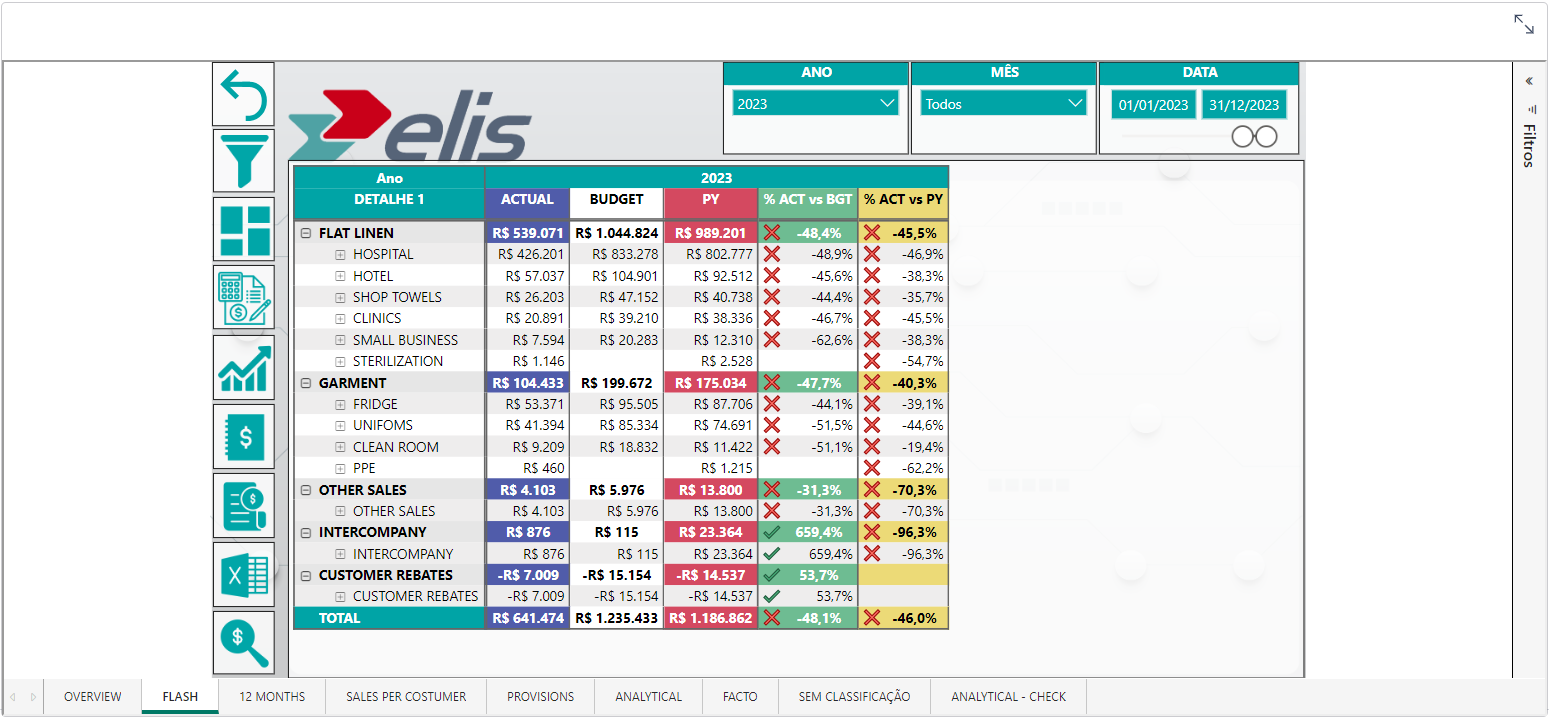 ANO MÊS DATA
2023 Todos 01/01/2023 31/12/2023
elis
Filtros
Ano 2023
DETALHE 1 ACTUAL BUDGET PY % ACT vs BGT % ACT vs PY
FLAT LINEN R$ 539.071 R$ 1.044.824 R$ 989.201 -48,4% -45,5%
HOSPITAL R$ 426.201 R$ 833.278 R$ 802.777 -48,9% -46,9%
HOTEL R$ 57.037 R$ 104.901 R$ 92.512 -45,6% -38,3%
SHOP TOWELS R$ 26.203 R$ 47.152 R$ 40.738 -44,4% -35,7%
CLINICS R$ 20.891 R$ 39.210 R$ 38.336 -46,7% -45,5%
SMALL BUSINESS R$ 7.594 R$ 20.283 R$ 12.310 -62,6% -38,3%
STERILIZATION R$ 1.146 R$ 2.528 -54,7%
GARMENT R$ 104.433 R$ 199.672 R$ 175.034 -47,7% -40,3%
FRIDGE R$ 53.371 R$ 95.505 R$ 87.706 -44,1% -39,1%
UNIFOMS R$ 41.394 R$ 85.334 R$ 74.691 -51,5% -44,6%
CLEAN ROOM R$ 9.209 R$ 18.832 R$ 11.422 -51,1% -19,4%
PPE R$ 460 R$ 1.215 -62,2%
OTHER SALES R$ 4.103 R$ 5.976 R$ 13.800 -31,3% -70,3%
OTHER SALES R$ 4.103 R$ 5.976 R$ 13.800 -31,3% -70,3%
INTERCOMPANY R$ 876 R$ 115 R$ 23.364 659,4% -96,3%
INTERCOMPANY R$ 876 R$ 115 R$ 23.364 659,4% -96,3%
CUSTOMER REBATES -R$ 7.009 -R$ 15.154 -R$ 14.537 53,7%
CUSTOMER REBATES -R$ 7.009 -R$ 15.154 -R$ 14.537 53,7%
TOTAL R$ 641.474 R$ 1.235.433 R$ 1.186.862 -48,1% -46,0%
OVERVIEW FLASH 12 MONTHS SALES PER COSTUMER PROVISIONS ANALYTICAL FACTO SEM CLASSIFICAÇÃO ANALYTICAL - CHECK